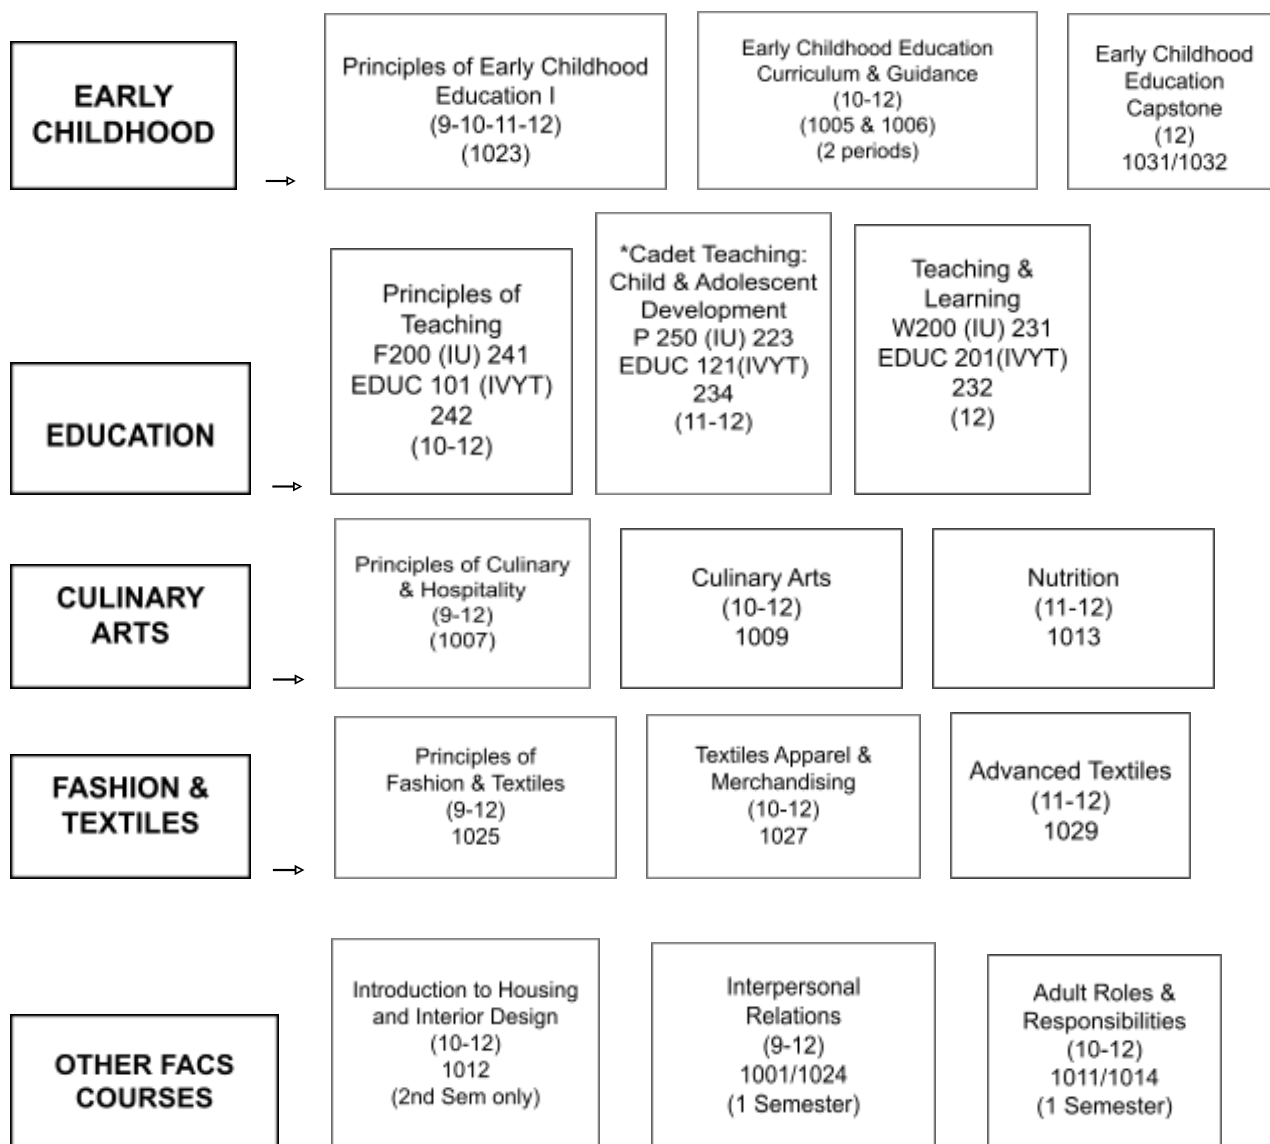 EARLY
CHILDHOOD
Principles of Early Childhood
Education I
(9-10-11-12)
(1023)
Early Childhood Education
Curriculum & Guidance
(10-12)
(1005 & 1006)
(2 periods)
Early Childhood
Education
Capstone
(12)
1031/1032
EDUCATION
Principles of
Teaching
F200 (IU) 241
EDUC 101 (IVYT)
242
(10-12)
*Cadet Teaching:
Child & Adolescent
Development
P 250 (IU) 223
EDUC 121(IVYT)
234
(11-12)
Teaching &
Learning
W200 (IU) 231
EDUC 201(IVYT)
232
(12)
CULINARY
ARTS
Principles of Culinary
& Hospitality
(9-12)
(1007)
Culinary Arts
(10-12)
1009
Nutrition
(11-12)
1013
FASHION &
TEXTILES
Principles of
Fashion & Textiles
(9-12)
1025
Textiles Apparel &
Merchandising
(10-12)
1027
Advanced Textiles
(11-12)
1029
OTHER FACS
COURSES
Introduction to Housing
and Interior Design
(10-12)
1012
(2nd Sem only)
Interpersonal
Relations
(9-12)
1001/1024
(1 Semester)
Adult Roles &
Responsibilities
(10-12)
1011/1014
(1 Semester)